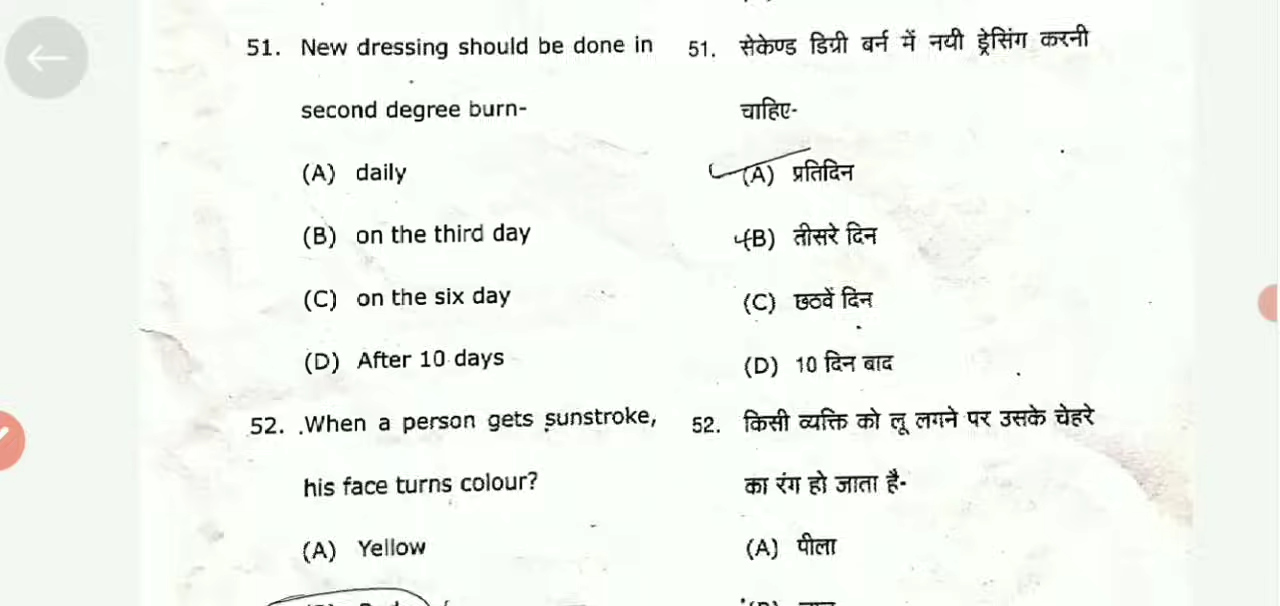 51. New dressing should be done in
second degree burn-
(A) daily
(B) on the third day
(C) on the six day
(D) After 10 days
52. .When a person gets sunstroke,
his face turns colour?
(A) Yellow
51. सेकेण्ड डिग्री बर्न में नयी ड्रेसिंग करनी
चाहिए-
(A) प्रतिदिन
(B) तीसरे दिन
(C) छठवें दिन
(D) 10 दिन बाद
52. किसी व्यक्ति को लू लगने पर उसके चेहरे
का रंग हो जाता है-
(A) पीला